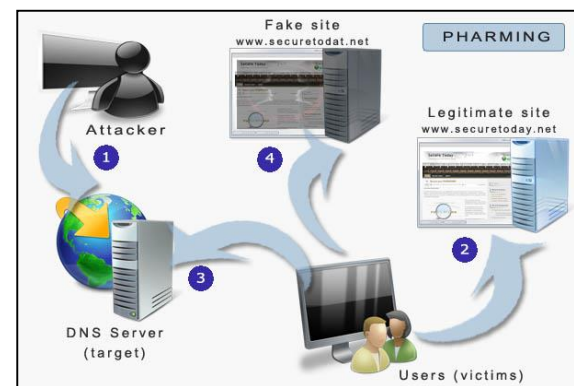 Fake site
www.securetodat.net
PHARMING
Attacker
Legitimate site
www.securetoday.net
1
4
2
3
DNS Server
(target)
Users (victims)